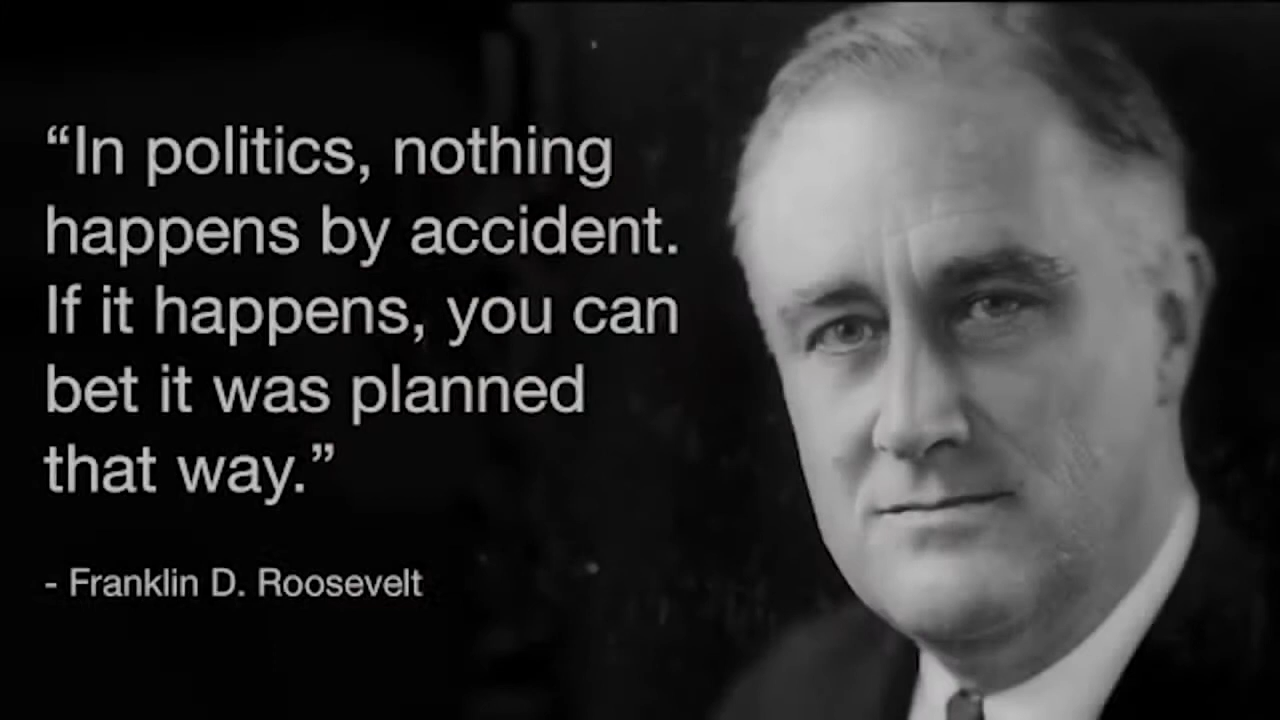 “In politics, nothing
happens by accident.
If it happens, you can
bet it was planned
that way.”
- Franklin D. Roosevelt